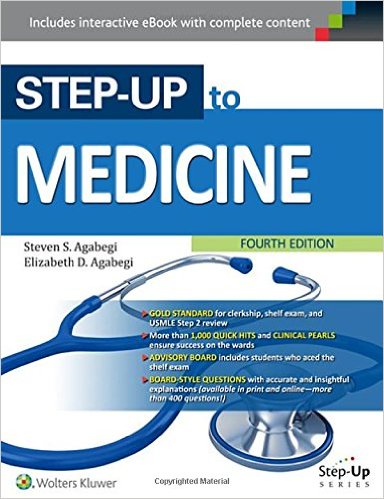 Includes interactive eBook with complete content
STEP-UP to
MEDICINE
Steven S. Agabegi
Elizabeth D. Agabegi
FOURTH EDITION
GOLD STANDARD for clerkship, shelf exam, and
USMLE Step 2 review
More than 1,000 QUICK HITS and CLINICAL PEARLS
ensure success on the wards
ADVISORY BOARD includes students who aced the
shelf exam
BOARD-STYLE QUESTIONS with accurate and insightful
explanations (available in print and online—more
than 400 questions!)
Copyrighted Material
Wolters Kluwer
Step-Up
SERIES